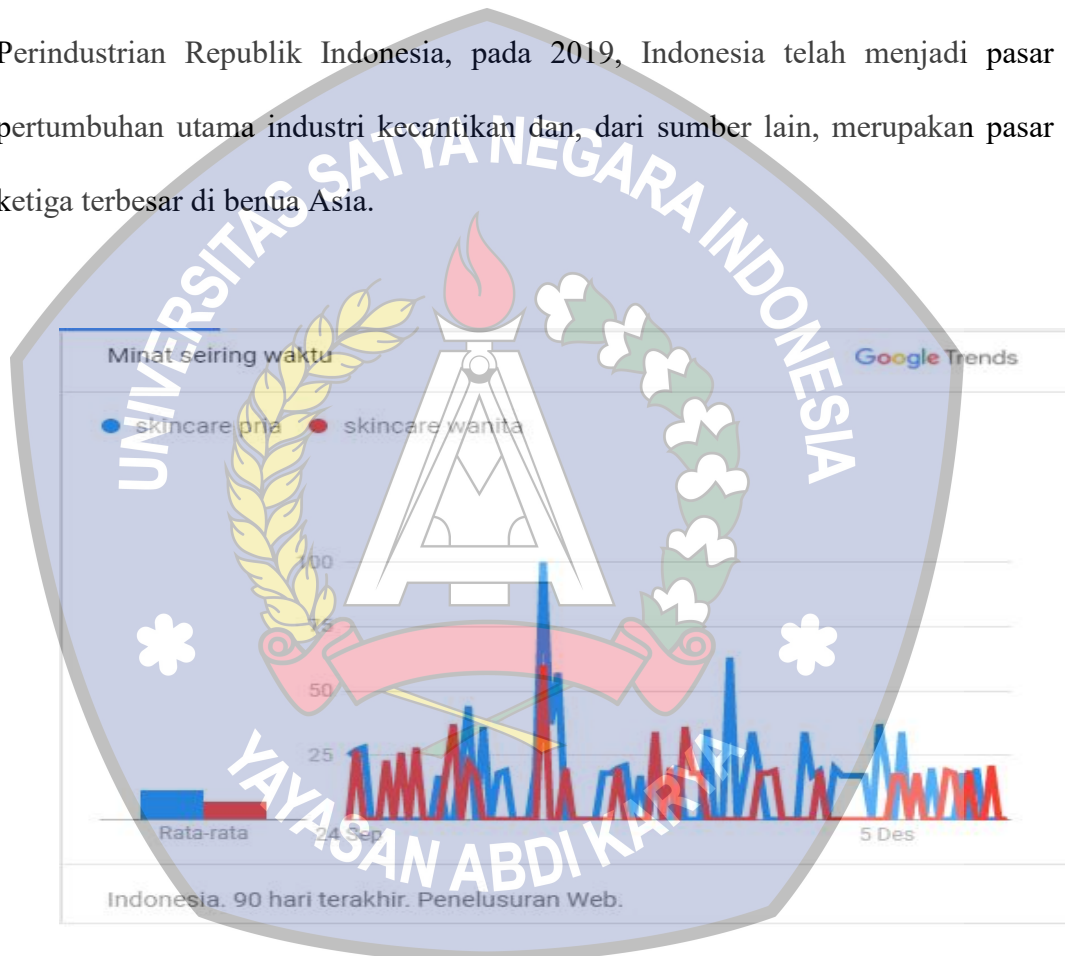 Perindustrian Republik Indonesia, pada 2019, Indonesia telah menjadi pasar
pertumbuhan utama industri kecantikan dan, dari sumber lain, merupakan pasar
ketiga terbesar di benua Asia.
UNIVERSITAS SATYA NEGARA INDONESIA
Minat seiring waktu
Google Trends
skincare pria skincare wanita
100
75
50
25
Rata-rata
24 Sep
5 Des
YAYASAN ABDI KARYA
Indonesia. 90 hari terakhir. Penelusuran Web.